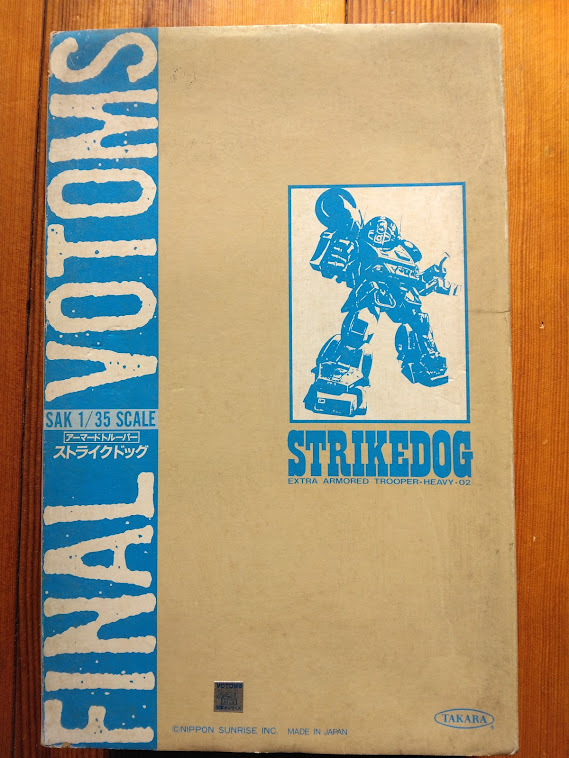 FINAL VOTOMS
SAK 1/35 SCALE
アーマードトルーパー
ストライクドッグ
STRIKEDOG
EXTRA ARMORED TROOPER-HEAVY-02
VOTOMS
©NIPPON SUNRISE INC. MADE IN JAPAN
TAKARA